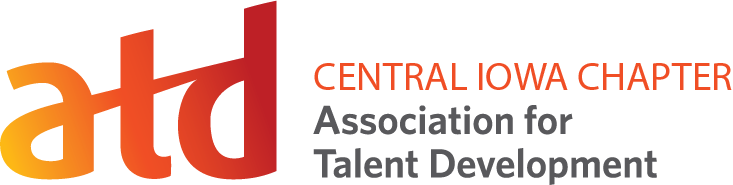 atd
CENTRAL IOWA CHAPTER
Association for
Talent Development